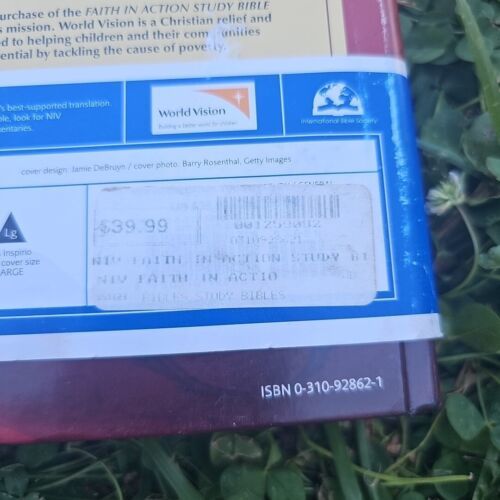 urchase of the FAITH IN ACTION STUDY BIBLE
s mission. World Vision is a Christian relief and
ed to helping children and their communities
ential by tackling the cause of poverty.
's best-supported translation
ble, look for NIV
mentaries.
World Vision
Building a better world for children
International Bible Society
cover design: Jamie DeBruyn / cover photo: Barry Rosenthal, Getty Images
$39.99
Lg
s inspirio
cover size
ARGE
NIV FAITH IN ACTION STUDY BI
NIV FAITH IN ACTIO
BIBLES STUDY BIBLES
ISBN 0-310-92862-1